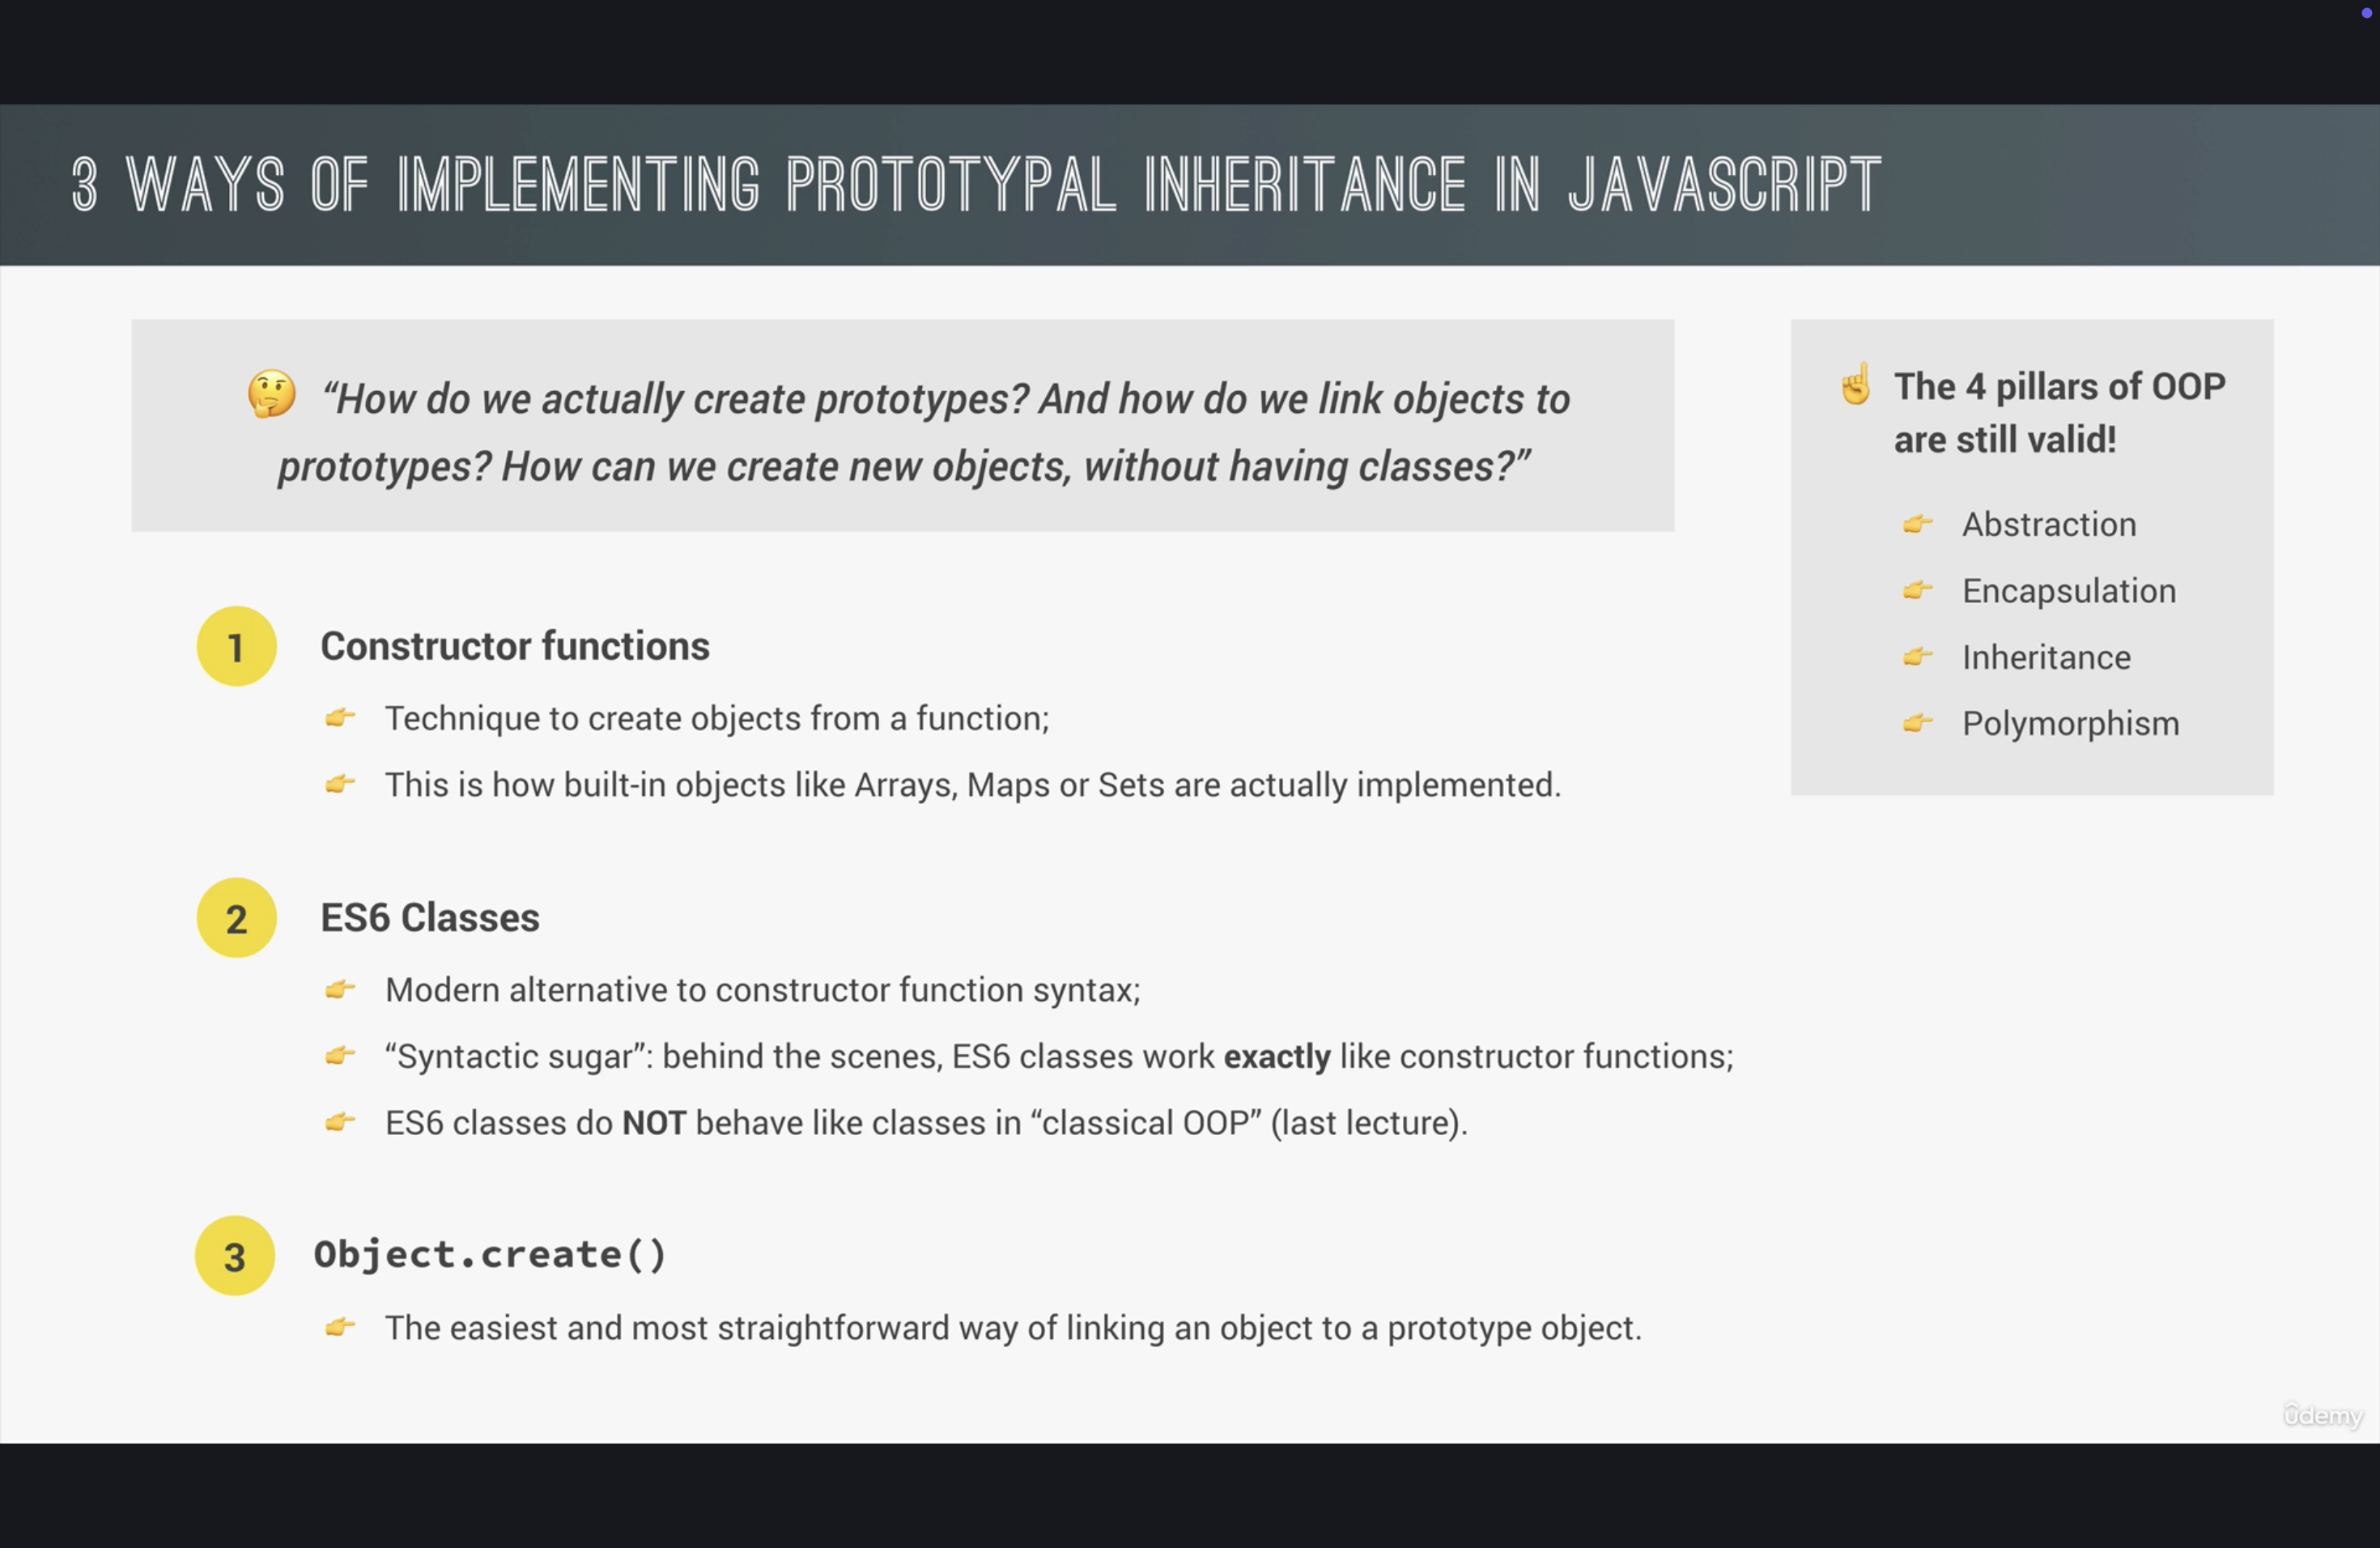 3 WAYS OF IMPLEMENTING PROTOTYPAL INHERITANCE IN JAVASCRIPT
🤔 “How do we actually create prototypes? And how do we link objects to
prototypes? How can we create new objects, without having classes?”
1 Constructor functions
👉 Technique to create objects from a function;
👉 This is how built-in objects like Arrays, Maps or Sets are actually implemented.
2 ES6 Classes
👉 Modern alternative to constructor function syntax;
👉 “Syntactic sugar”: behind the scenes, ES6 classes work exactly like constructor functions;
👉 ES6 classes do NOT behave like classes in “classical OOP” (last lecture).
3 Object.create()
👉 The easiest and most straightforward way of linking an object to a prototype object.
☝️ The 4 pillars of OOP
are still valid!
👉 Abstraction
👉 Encapsulation
👉 Inheritance
👉 Polymorphism
ûdemy